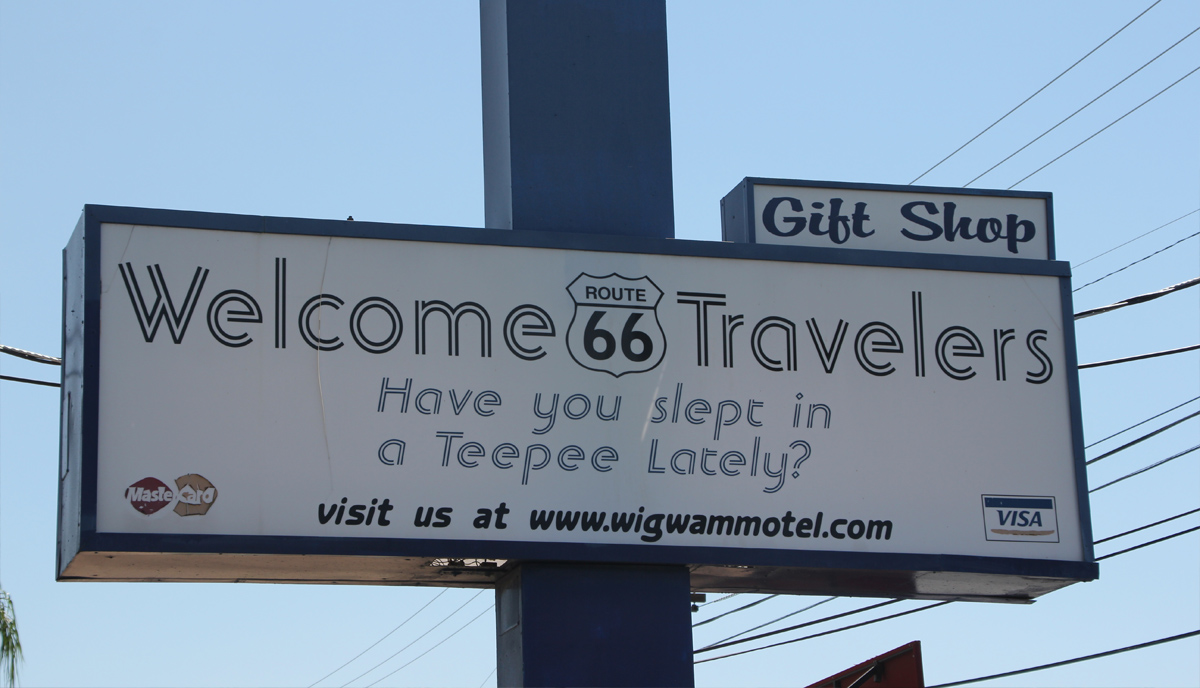 Gift Shop
Welcome ROUTE 66 Travelers
Have you slept in
a Teepee Lately?
MasterCard
visit us at www.wigwammotel.com
VISA